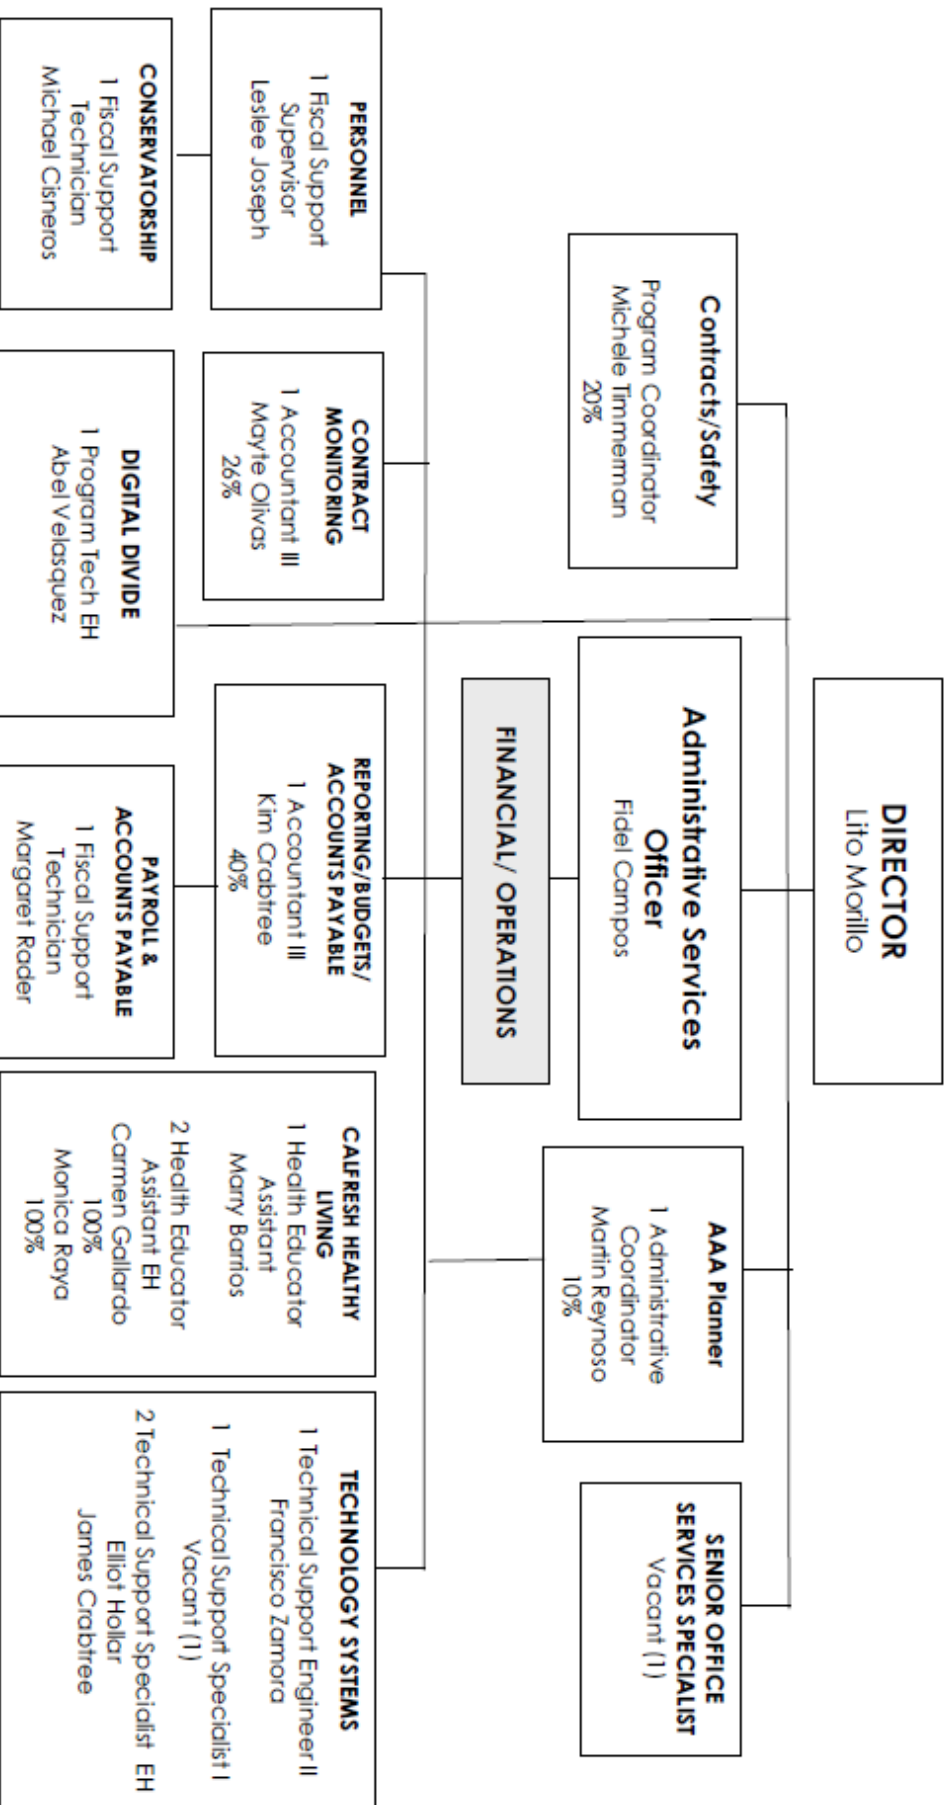 DIRECTOR
Lito Morillo
Contracts/Safety
Program Coordinator
Michele Timmerman
20%
Administrative Services
Officer
Fidel Campos
AAA Planner
1 Administrative
Coordinator
Martin Reynoso
10%
SENIOR OFFICE
SERVICES SPECIALIST
Vacant (1)
FINANCIAL/ OPERATIONS
PERSONNEL
1 Fiscal Support
Supervisor
Leslee Joseph
CONTRACT
MONITORING
1 Accountant III
Mayte Olivas
26%
REPORTING/BUDGETS/
ACCOUNTS PAYABLE
1 Accountant III
Kim Crabtree
40%
CALFRESH HEALTHY
LIVING
1 Health Educator
Assistant
Marry Barrios
2 Health Educator
Assistant EH
Carmen Gallardo
100%
Monica Raya
100%
TECHNOLOGY SYSTEMS
1 Technical Support Engineer II
Francisco Zamora
1 Technical Support Specialist I
Vacant (1)
2 Technical Support Specialist EH
Elliot Hollar
James Crabtree
CONSERVATORSHIP
1 Fiscal Support
Technician
Michael Cisneros
DIGITAL DIVIDE
1 Program Tech EH
Abel Velasquez
PAYROLL &
ACCOUNTS PAYABLE
1 Fiscal Support
Technician
Margaret Rader